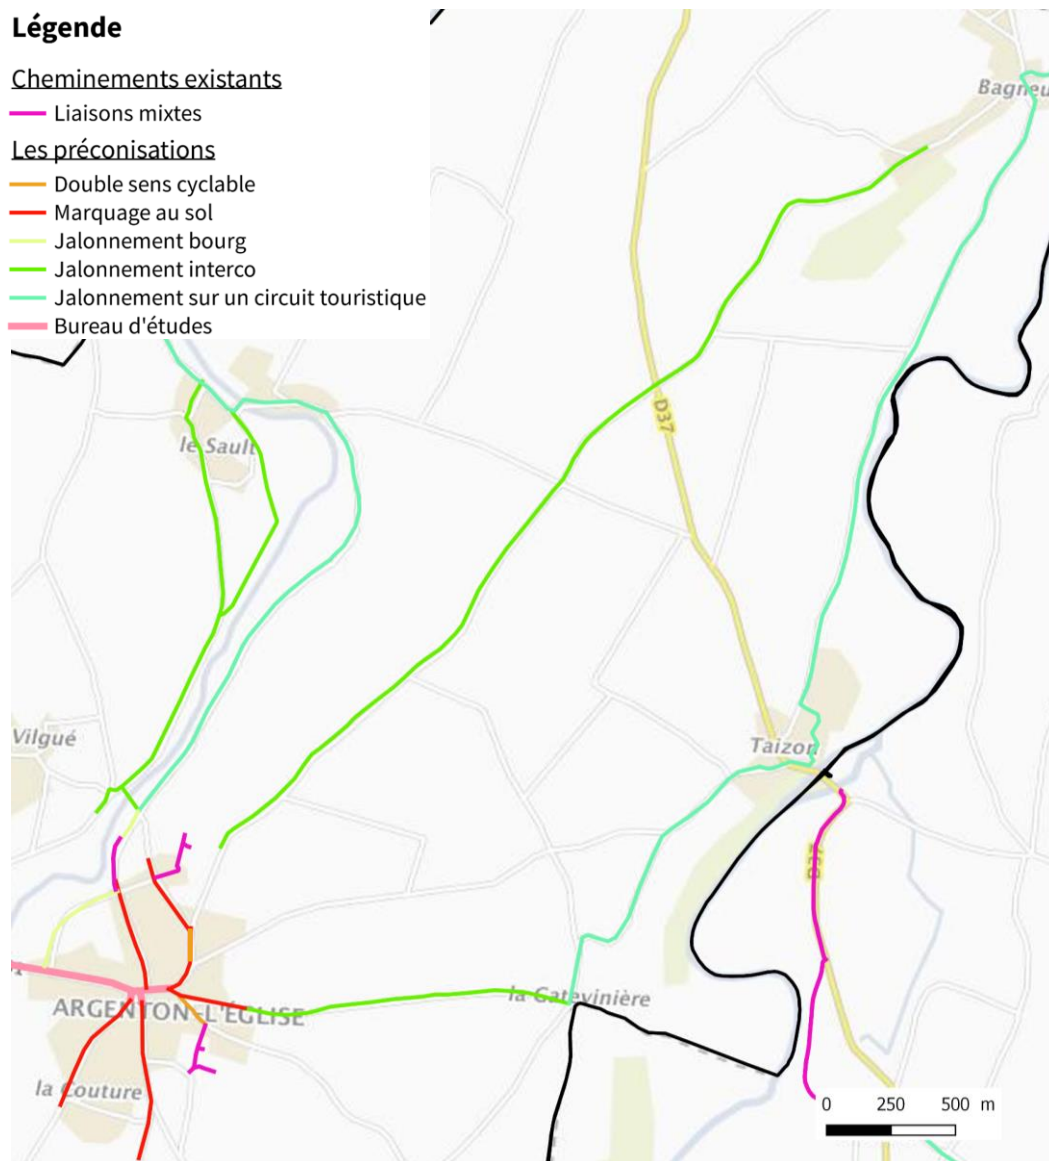 Légende
Cheminements existants
Liaisons mixtes
Les préconisations
Double sens cyclable
Marquage au sol
Jalonnement bourg
Jalonnement interco
Jalonnement sur un circuit touristique
Bureau d'études
Bagneu
D37
le Sault
Vilgué
Taizon
D37
la Gatevinière
ARGENTON-L'ÉGLISE
la Couture
0 250 500 m